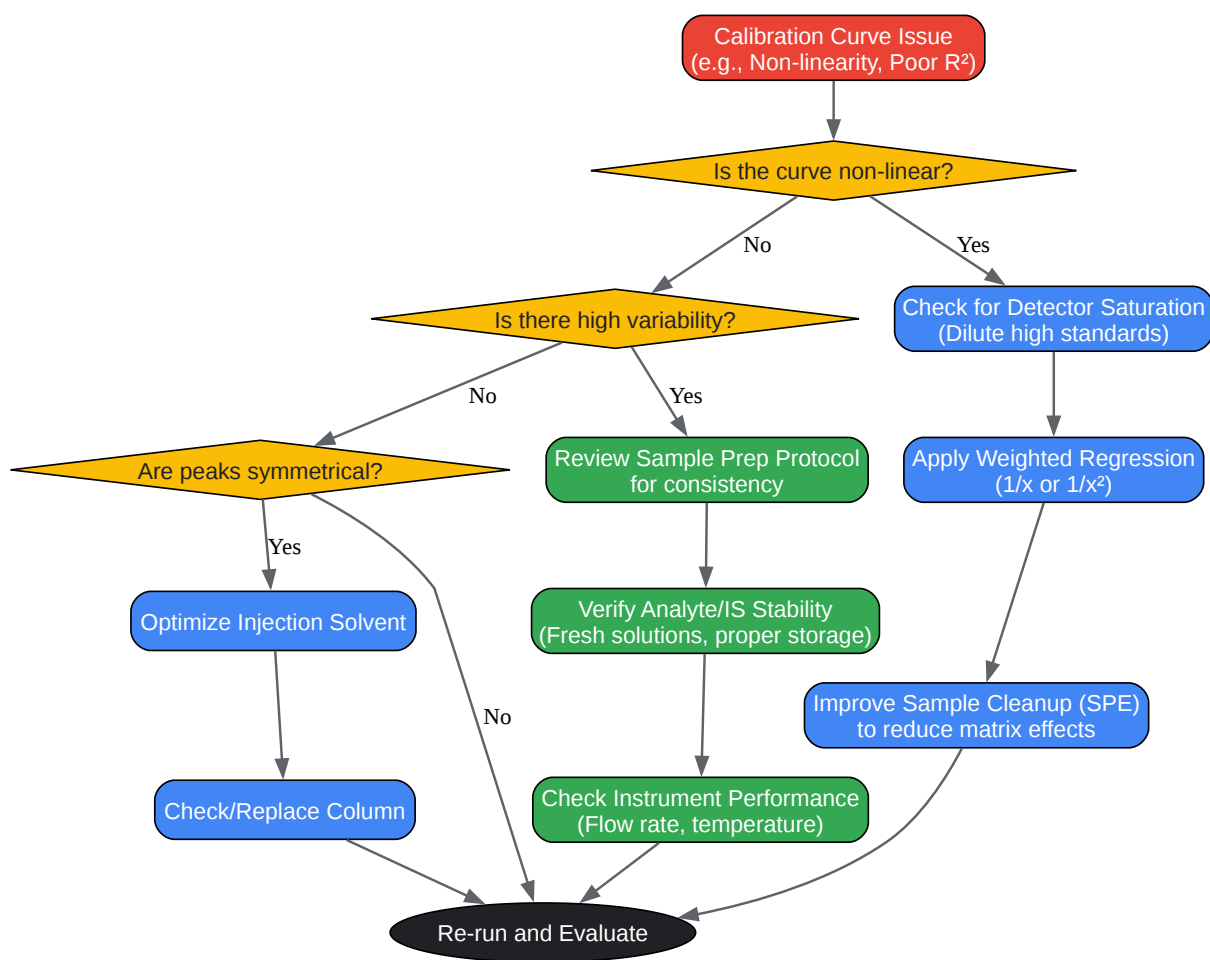 Calibration Curve Issue
(e.g., Non-linearity, Poor R²)
Is the curve non-linear?
No
Yes
Is there high variability?
Check for Detector Saturation
(Dilute high standards)
No
Yes
Are peaks symmetrical?
Review Sample Prep Protocol
for consistency
Apply Weighted Regression
(1/x or 1/x²)
Yes
Optimize Injection Solvent
Verify Analyte/IS Stability
(Fresh solutions, proper storage)
No
Improve Sample Cleanup (SPE)
to reduce matrix effects
Check/Replace Column
Check Instrument Performance
(Flow rate, temperature)
Re-run and Evaluate